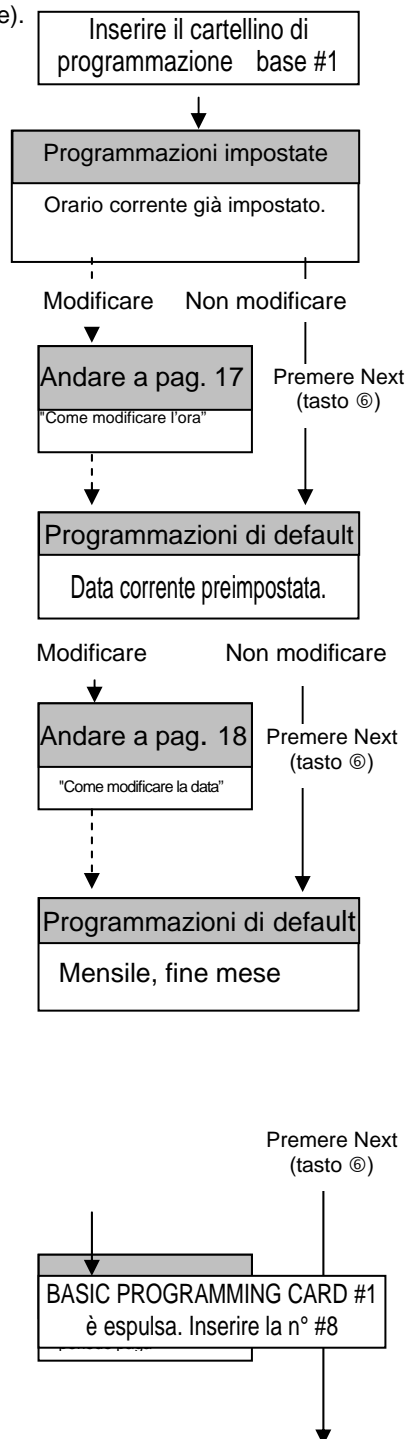 e).
Inserire il cartellino di
programmazione base #1
Programmazioni impostate
Orario corrente già impostato.
Modificare Non modificare
Andare a pag. 17
"Come modificare l'ora"
Premere Next
(tasto ⑥)
Programmazioni di default
Data corrente preimpostata.
Modificare Non modificare
Andare a pag. 18
"Come modificare la data"
Premere Next
(tasto ⑥)
Programmazioni di default
Mensile, fine mese
Premere Next
(tasto ⑥)
BASIC PROGRAMMING CARD #1
è espulsa. Inserire la n° #8